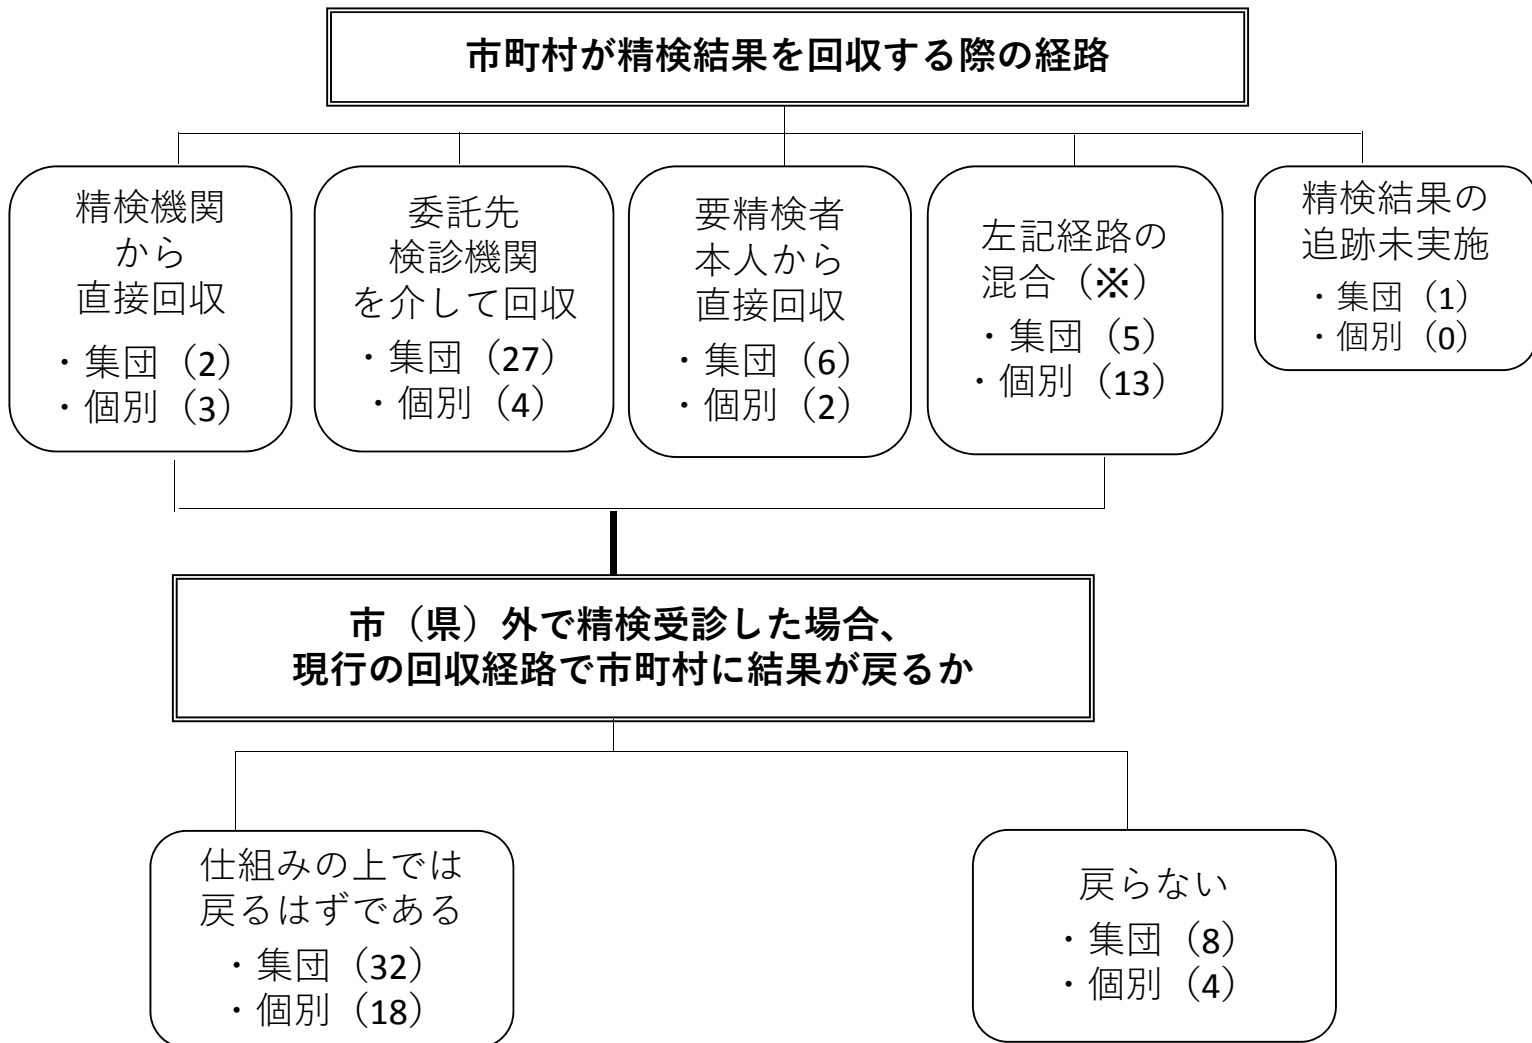 市町村が精検結果を回収する際の経路
精検機関
から
直接回収
・集団（2）
・個別（3）
委託先
検診機関
を介して回収
・集団（27）
・個別（4）
要精検者
本人から
直接回収
・集団（6）
・個別（2）
左記経路の
混合（※）
・集団（5）
・個別（13）
精検結果の
追跡未実施
・集団（1）
・個別（0）
市（県）外で精検受診した場合、
現行の回収経路で市町村に結果が戻るか
仕組みの上では
戻るはずである
・集団（32）
・個別（18）
戻らない
・集団（8）
・個別（4）